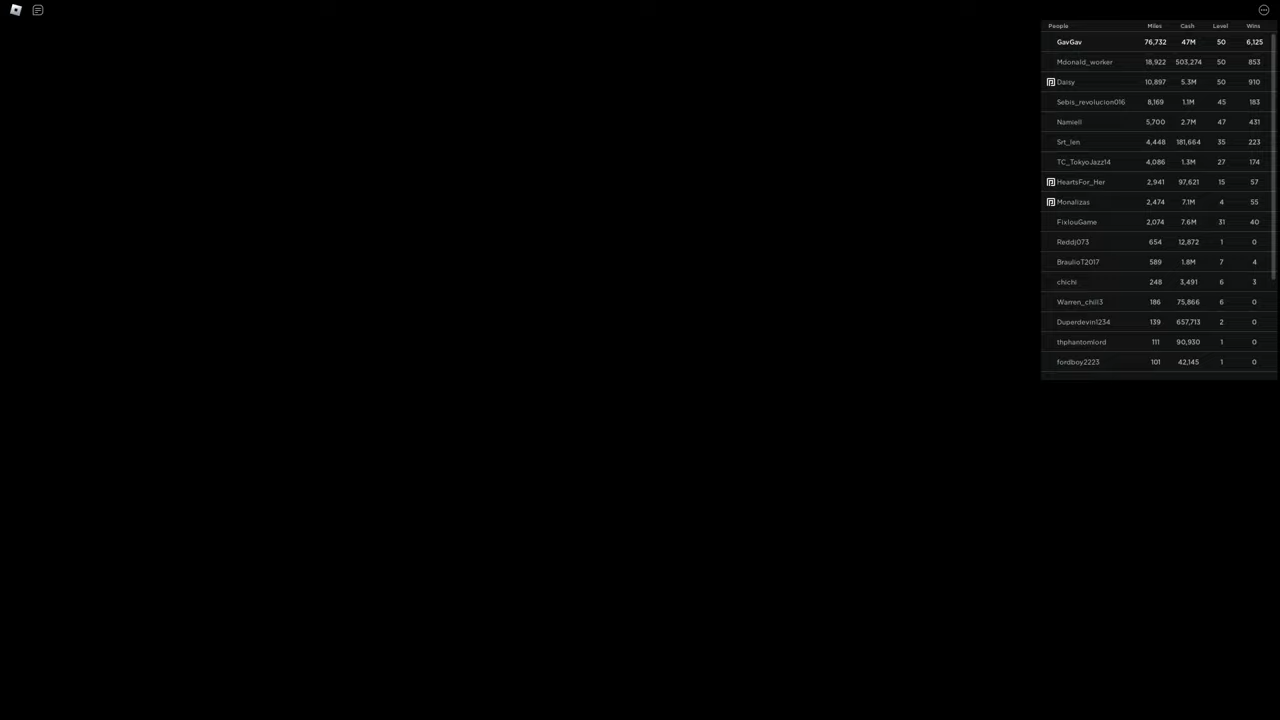 People Miles Cash Level Wins
GavGav 76,732 47M 50 6,125
Mdonald_worker 18,922 503,274 50 853
Daisy 10,897 5.3M 50 910
Sebis_revolucion016 8,169 1.1M 45 183
Namiell 5,700 2.7M 47 431
Srt_len 4,448 181,664 35 223
TC_TokyoJazz14 4,086 1.3M 27 174
HeartsFor_Her 2,941 97,621 15 57
Monalizas 2,474 7.1M 4 55
FixlouGame 2,074 7.6M 31 40
Reddj073 654 12,872 1 0
BraulioT2017 589 1.8M 7 4
chichi 248 3,491 6 3
Warren_chill3 186 75,866 6 0
Duperdevin1234 139 657,713 2 0
thphantomlord 111 90,930 1 0
fordboy2223 101 42,145 1 0